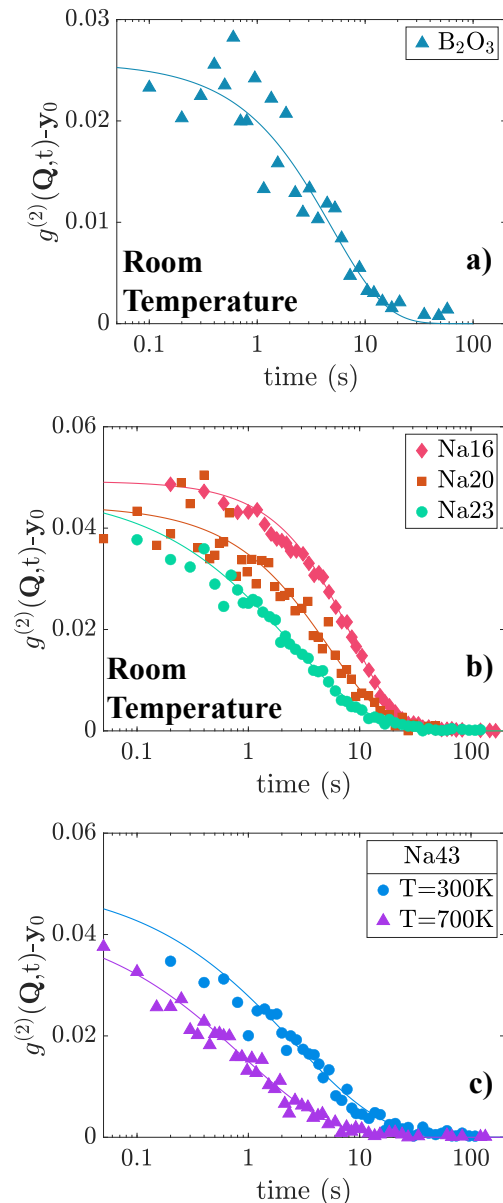 0.03
B₂O₃
0.02
g⁽²⁾(Q,t)-y₀
0.01
Room
Temperature
a)
0
0.1 1 10 100
time (s)
0.06
Na16
Na20
Na23
0.04
g⁽²⁾(Q,t)-y₀
0.02
Room
Temperature
b)
0
0.1 1 10 100
time (s)
0.06
Na43
T=300K
T=700K
0.04
g⁽²⁾(Q,t)-y₀
0.02
c)
0
0.1 1 10 100
time (s)